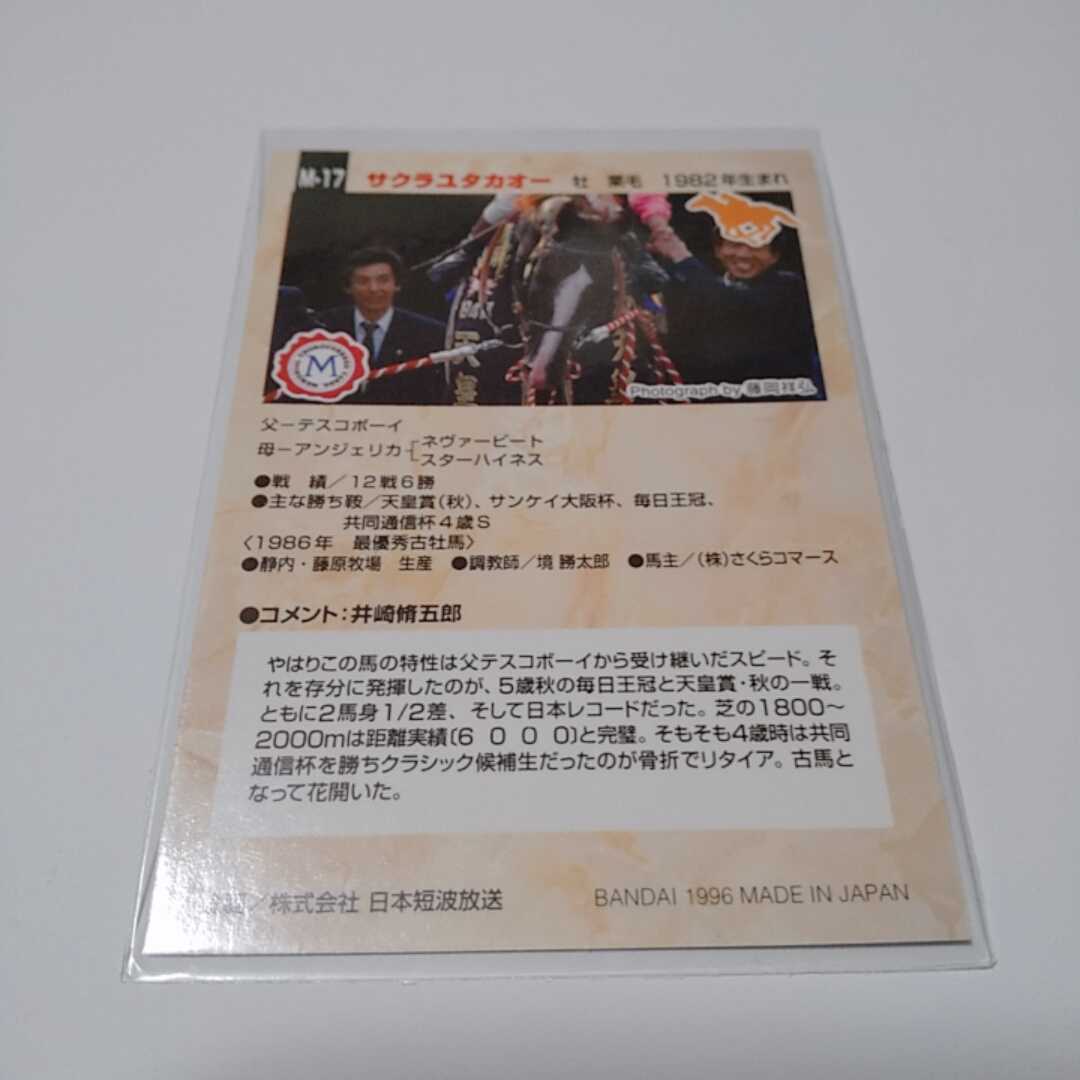 M-17 サクラユタカオー 牡 栗毛 1982年生まれ
天皇
M
Photograph by 藤岡祥弘
父－テスコボーイ
母－アンジェリカ ネヴァービート
スターハイネス
●戦 績／12戦6勝
●主な勝ち鞍／天皇賞(秋)、サンケイ大阪杯、毎日王冠、
共同通信杯4歳S
〈1986年 最優秀古牡馬〉
●静内・藤原牧場 生産 ●調教師／境 勝太郎 ●馬主／(株)さくらコマース
●コメント：井崎脩五郎
やはりこの馬の特性は父テスコボーイから受け継いだスピード。そ
れを存分に発揮したのが、5歳秋の毎日王冠と天皇賞・秋の一戦。
ともに2馬身1/2差、そして日本レコードだった。芝の1800～
2000mは距離実績〔6 0 0 0〕と完璧。そもそも4歳時は共同
通信杯を勝ちクラシック候補生だったのが骨折でリタイア。古馬と
なって花開いた。
／株式会社 日本短波放送
BANDAI 1996 MADE IN JAPAN